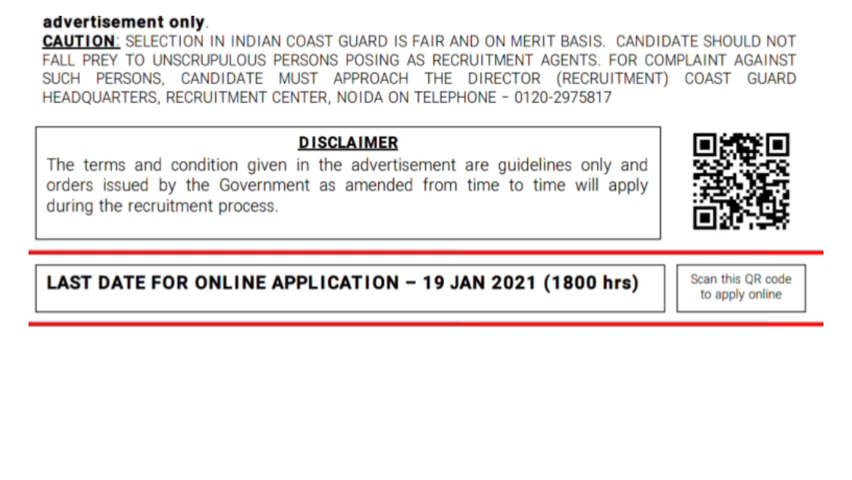 advertisement only.
CAUTION: SELECTION IN INDIAN COAST GUARD IS FAIR AND ON MERIT BASIS. CANDIDATE SHOULD NOT
FALL PREY TO UNSCRUPULOUS PERSONS POSING AS RECRUITMENT AGENTS. FOR COMPLAINT AGAINST
SUCH PERSONS, CANDIDATE MUST APPROACH THE DIRECTOR (RECRUITMENT) COAST GUARD
HEADQUARTERS, RECRUITMENT CENTER, NOIDA ON TELEPHONE – 0120-2975817
DISCLAIMER
The terms and condition given in the advertisement are guidelines only and
orders issued by the Government as amended from time to time will apply
during the recruitment process.
LAST DATE FOR ONLINE APPLICATION – 19 JAN 2021 (1800 hrs)
Scan this QR code
to apply online